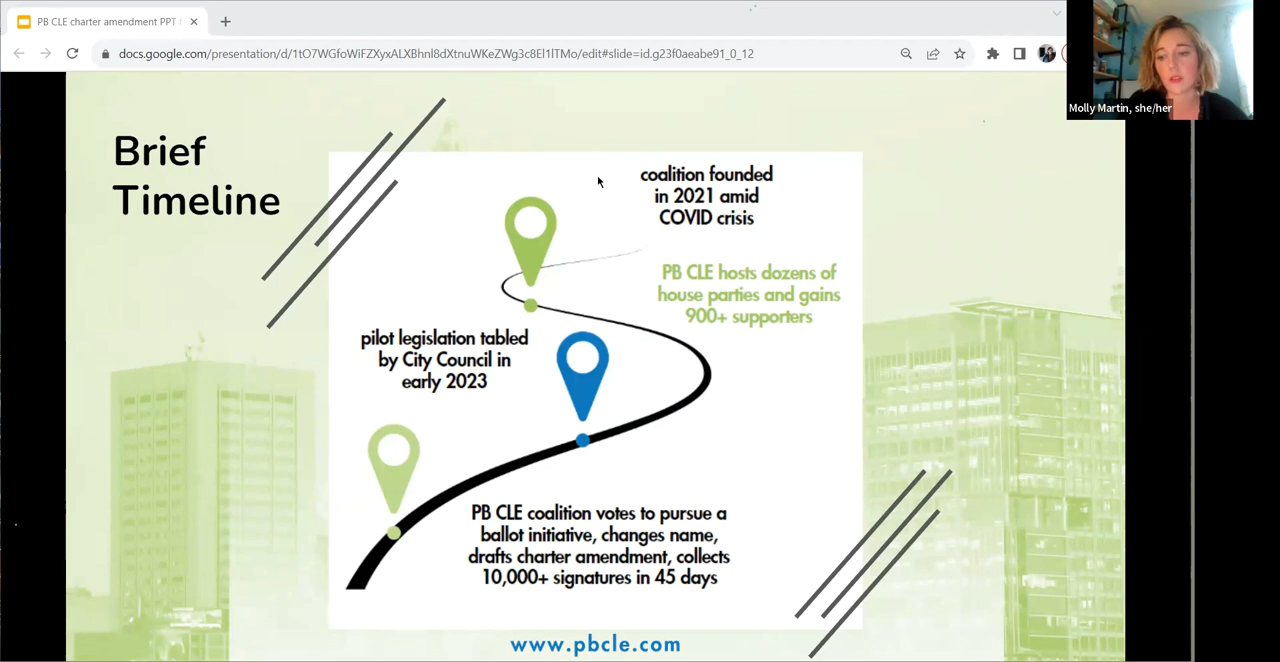 PB CLE charter amendment PPT
docs.google.com/presentation/d/1tO7WGfoWiFZXyxALXBhnl8dXtnuWKeZWg3c8El1lTMo/edit#slide=id.g23f0aeabe91_0_12
Molly Martin, she/her
Brief
Timeline
coalition founded
in 2021 amid
COVID crisis
PB CLE hosts dozens of
house parties and gains
900+ supporters
pilot legislation tabled
by City Council in
early 2023
PB CLE coalition votes to pursue a
ballot initiative, changes name,
drafts charter amendment, collects
10,000+ signatures in 45 days
www.pbcle.com